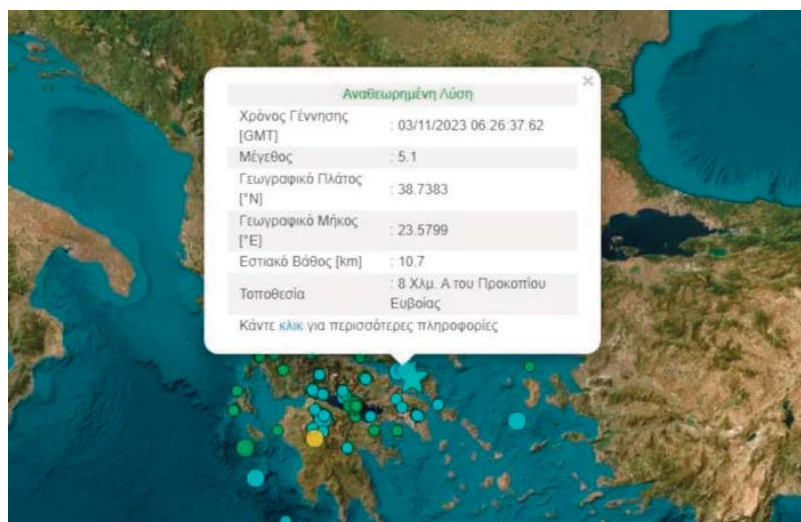 Αναθεωρημένη Λύση
Χρόνος Γέννησης
[GMT]
: 03/11/2023 06:26:37.62
Μέγεθος
: 5.1
Γεωγραφικό Πλάτος
[°N]
: 38.7383
Γεωγραφικό Μήκος
[°E]
: 23.5799
Εστιακό Βάθος [km]
: 10.7
Τοποθεσία
: 8 Χλμ. Α του Προκοπίου
Ευβοίας
Κάντε κλικ για περισσότερες πληροφορίες